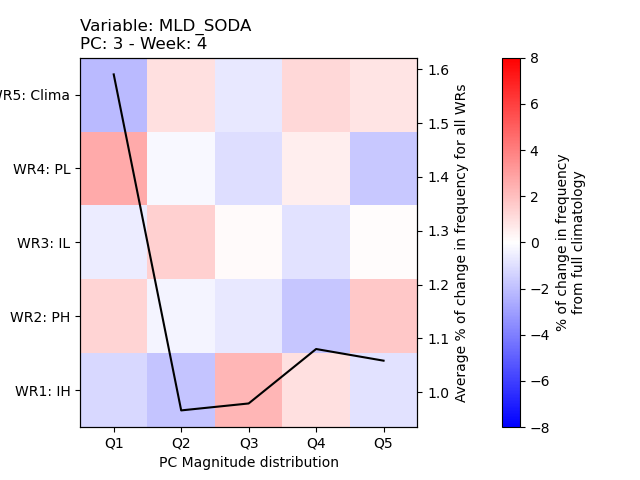 Variable: MLD_SODA
PC: 3 - Week: 4
WR5: Clima
WR4: PL
WR3: IL
WR2: PH
WR1: IH
Q1 Q2 Q3 Q4 Q5
PC Magnitude distribution
1.6
1.5
1.4
1.3
1.2
1.1
1.0
Average % of change in frequency for all WRs
8
6
4
2
0
−2
−4
−6
−8
% of change in frequency
from full climatology